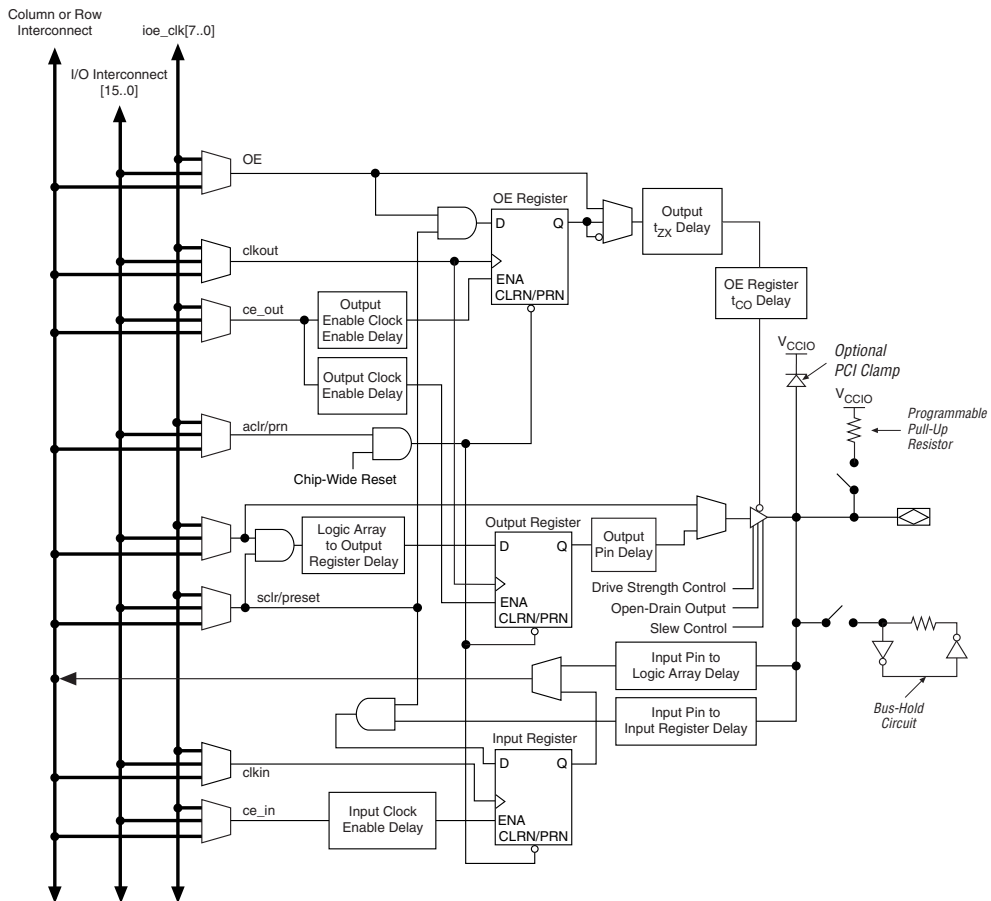 Column or Row
Interconnect
ioe_clk[7..0]
I/O Interconnect
[15..0]
OE
OE Register
D
Q
ENA
CLRN/PRN
Output
tZX Delay
OE Register
tCO Delay
clkout
ce_out
Output
Enable Clock
Enable Delay
Output Clock
Enable Delay
aclr/prn
Chip-Wide Reset
VCCIO
Optional
PCI Clamp
VCCIO
Programmable
Pull-Up
Resistor
Logic Array
to Output
Register Delay
Output Register
D
Q
ENA
CLRN/PRN
Output
Pin Delay
sclr/preset
Drive Strength Control
Open-Drain Output
Slew Control
Input Pin to
Logic Array Delay
Input Pin to
Input Register Delay
Bus-Hold
Circuit
Input Register
D
Q
ENA
CLRN/PRN
clkin
ce_in
Input Clock
Enable Delay